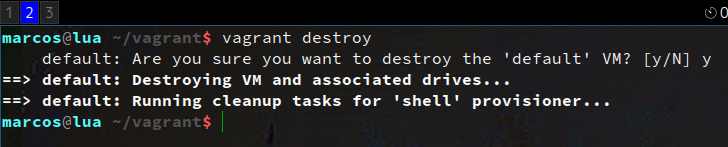 1 2 3 0
marcos@lua ~/vagrant$ vagrant destroy
default: Are you sure you want to destroy the 'default' VM? [y/N] y
==> default: Destroying VM and associated drives...
==> default: Running cleanup tasks for 'shell' provisioner...
marcos@lua ~/vagrant$